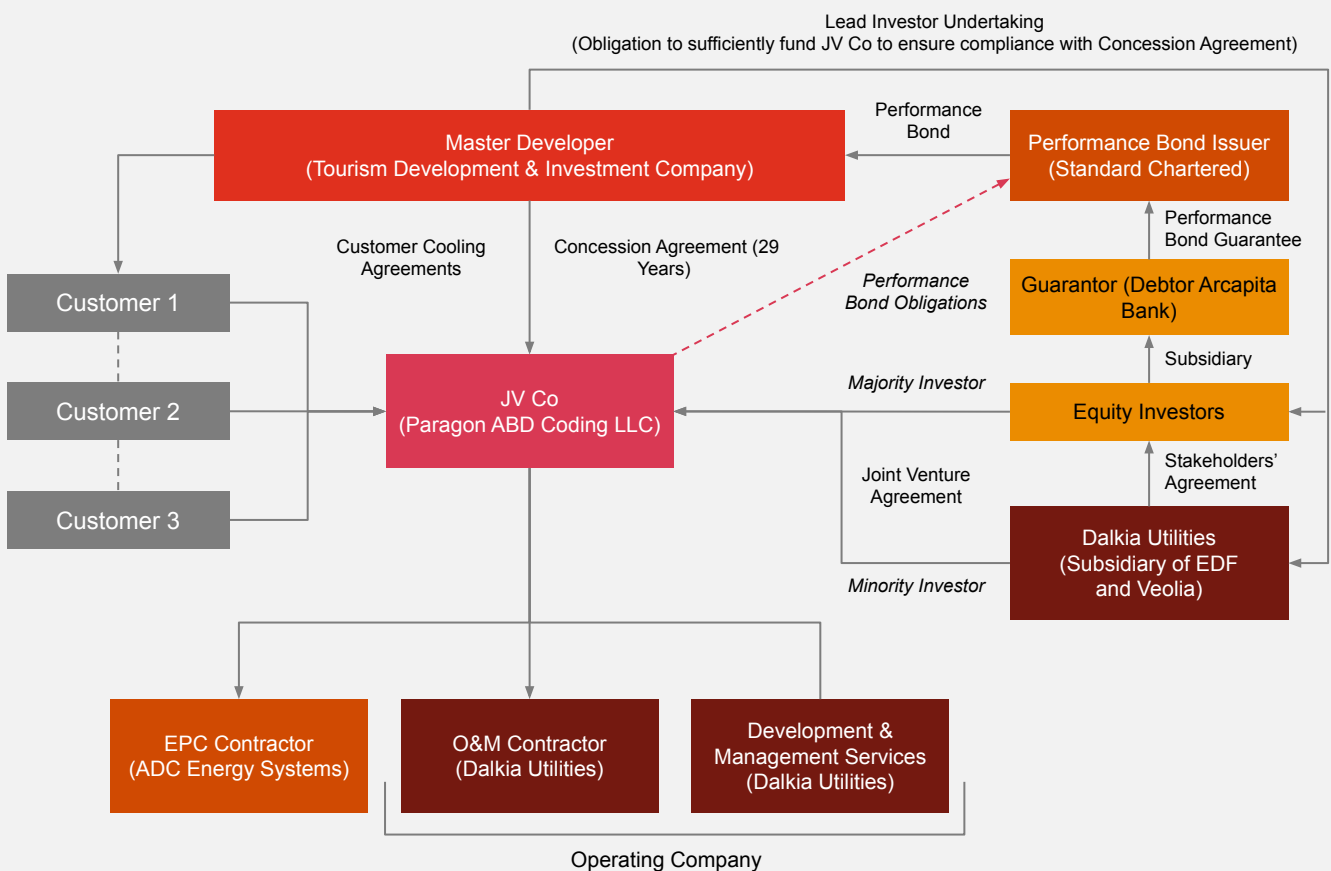 Lead Investor Undertaking
(Obligation to sufficiently fund JV Co to ensure compliance with Concession Agreement)
Master Developer
(Tourism Development & Investment Company)
Performance
Bond
Performance Bond Issuer
(Standard Chartered)
Customer Cooling
Agreements
Concession Agreement (29
Years)
Performance
Bond Guarantee
Performance
Bond Obligations
Guarantor (Debtor Arcapita
Bank)
Customer 1
Subsidiary
JV Co
(Paragon ABD Coding LLC)
Majority Investor
Equity Investors
Customer 2
Joint Venture
Agreement
Stakeholders’
Agreement
Customer 3
Minority Investor
Dalkia Utilities
(Subsidiary of EDF
and Veolia)
EPC Contractor
(ADC Energy Systems)
O&M Contractor
(Dalkia Utilities)
Development &
Management Services
(Dalkia Utilities)
Operating Company